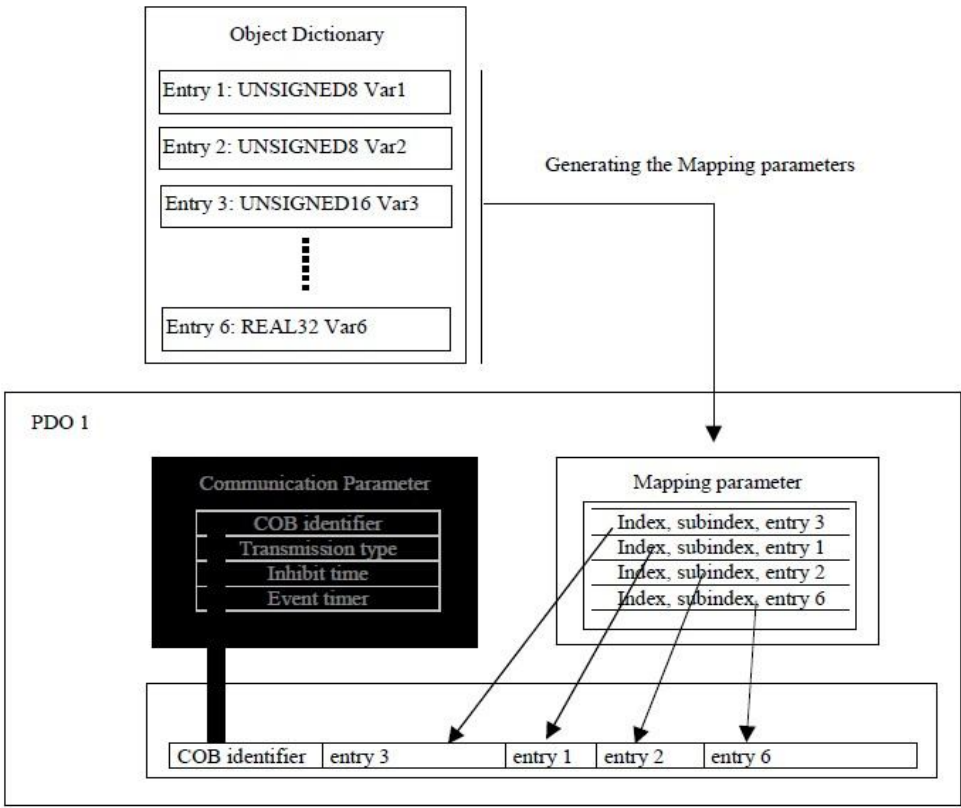 Object Dictionary
Entry 1: UNSIGNED8 Var1
Entry 2: UNSIGNED8 Var2
Entry 3: UNSIGNED16 Var3
Entry 6: REAL32 Var6
Generating the Mapping parameters
PDO 1
Communication Parameter
COB identifier
Transmission type
Inhibit time
Event timer
Mapping parameter
Index, subindex, entry 3
Index, subindex, entry 1
Index, subindex, entry 2
Index, subindex, entry 6
COB identifier entry 3 entry 1 entry 2 entry 6